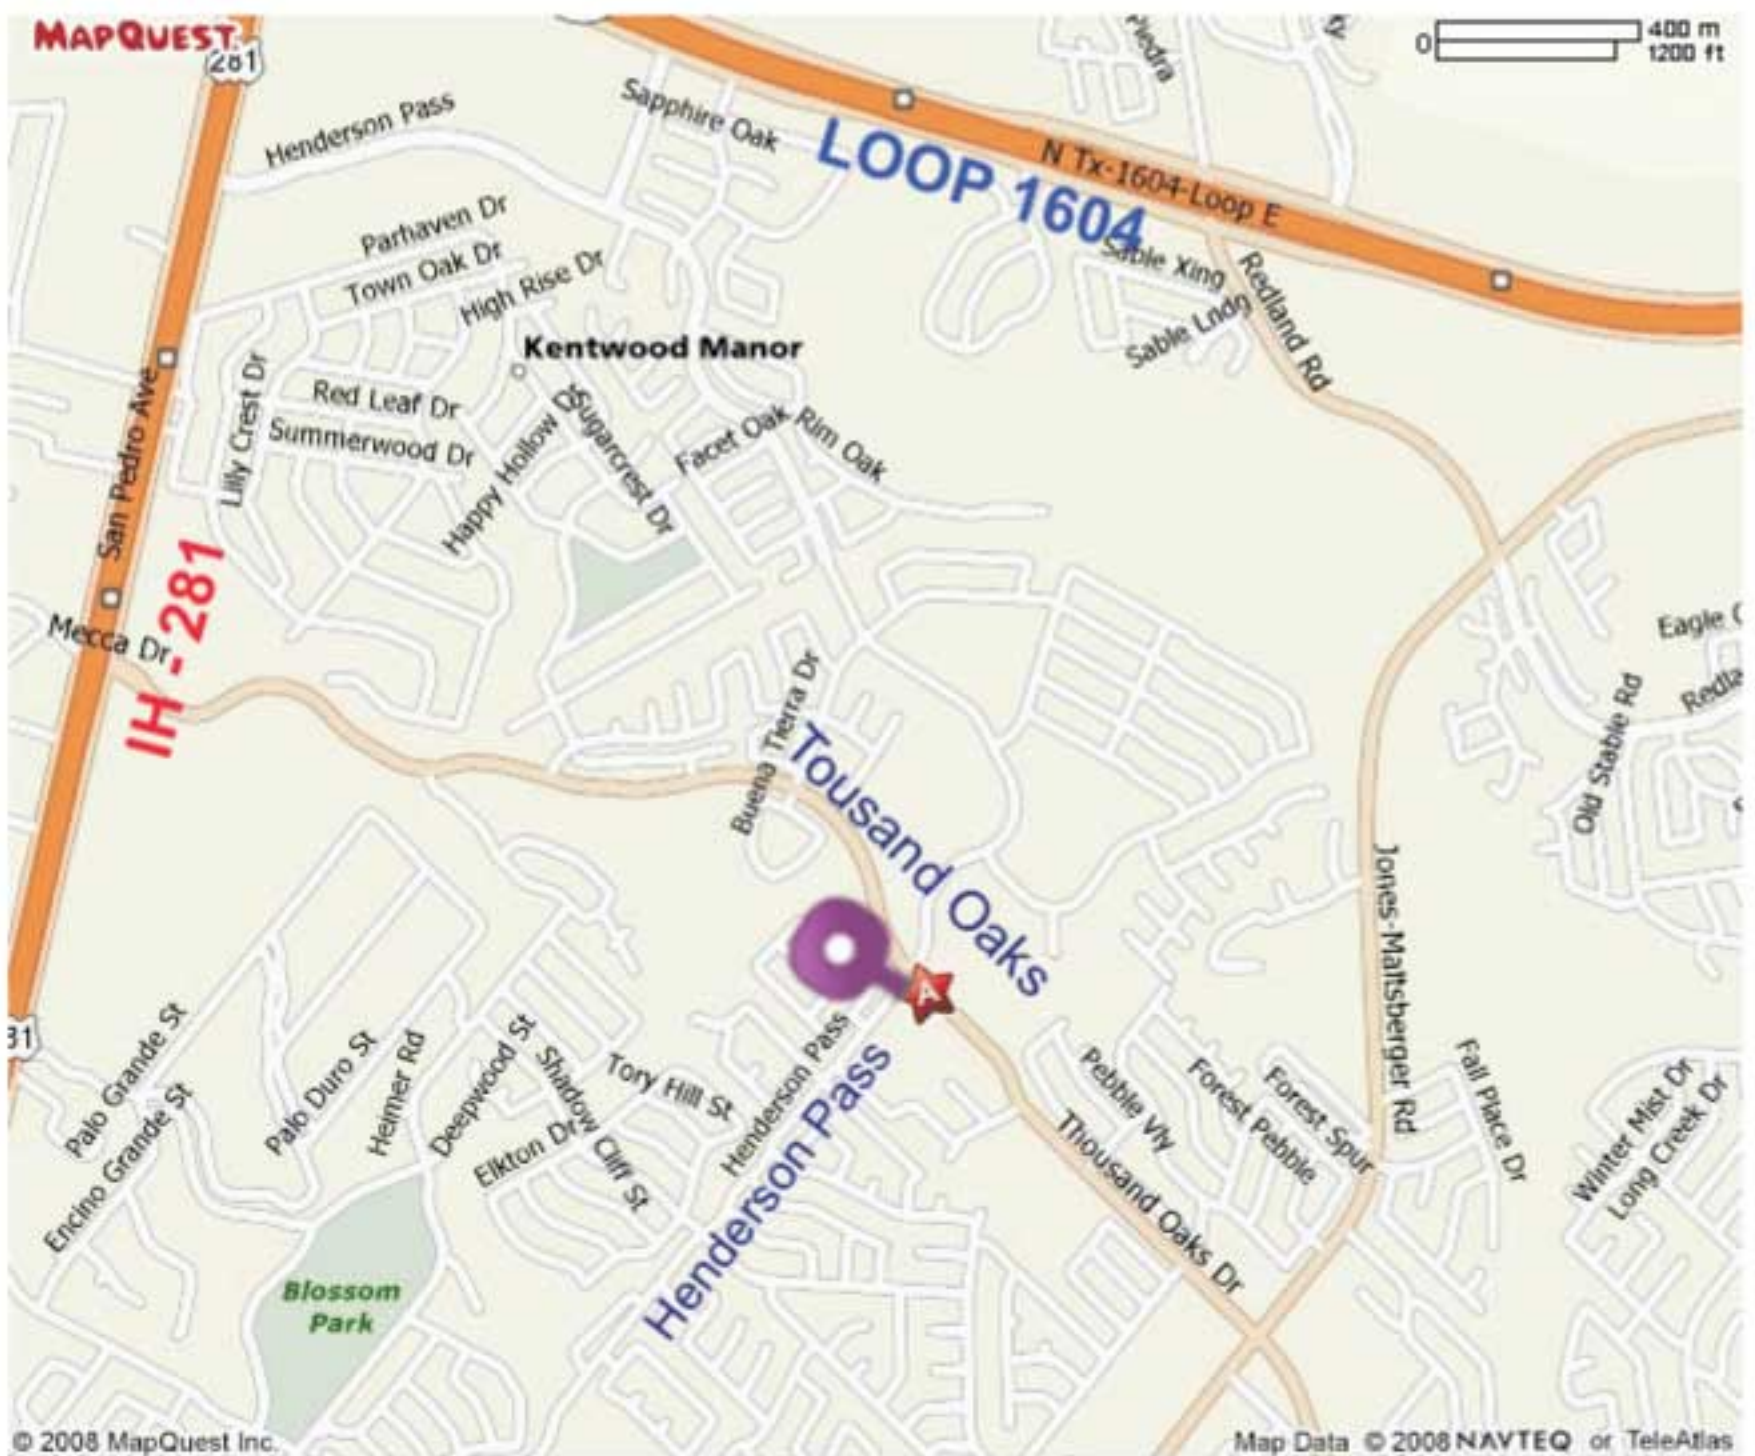 MAPQUEST
281
0
400 m
1200 ft
Piedra
Henderson Pass
Sapphire Oak
LOOP 1604
N Tx-1604-Loop E
Parhaven Dr
Town Oak Dr
High Rise Dr
Sable Xing
Sable Lndg
Redland Rd
Kentwood Manor
San Pedro Ave
Lilly Crest Dr
Red Leaf Dr
Summerwood Dr
Happy Hollow Dr
Sugarcrest Dr
Facet Oak
Rim Oak
IH - 281
Mecca Dr
Eagle
Redla
Old Stable Rd
Buena Tierra Dr
Tousand Oaks
Jones-Maltsberger Rd
A
31
Palo Grande St
Encino Grande St
Palo Duro St
Heimer Rd
Deepwood St
Shadow Cliff St
Elkton Dr
Tory Hill St
Henderson Pass
Henderson Pass
Pebble Vly
Forest Pebble
Forest Spur
Fall Place Dr
Winter Mist Dr
Long Creek Dr
Thousand Oaks Dr
Blossom
Park
© 2008 MapQuest Inc.
Map Data © 2008 NAVTEQ or TeleAtlas